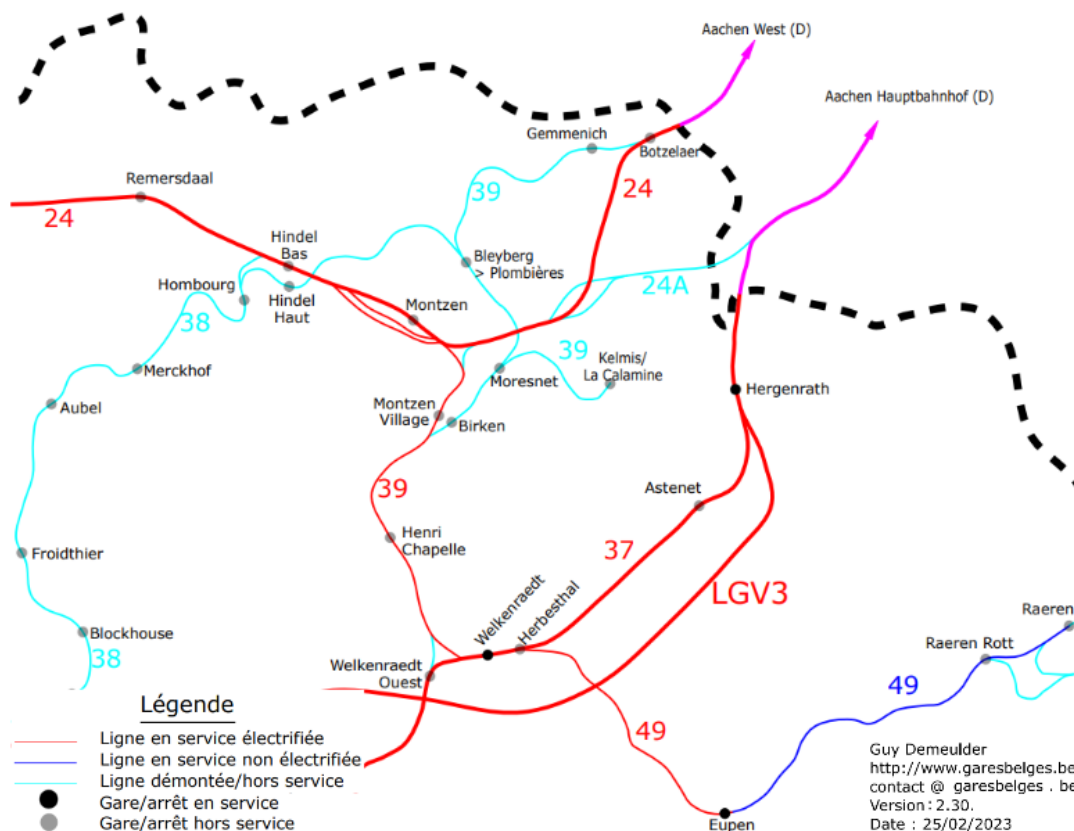 Aachen West (D)
Aachen Hauptbahnhof (D)
Gemmenich
Botzelaer
Remersdaal
39
24
24
Hindel
Bas
Bleyberg
> Plombières
24A
Hombourg
Hindel
Haut
Montzen
38
39
Kelmis/
La Calamine
Merckhof
Moresnet
Hergenrath
Aubel
Montzen
Village
Birken
39
Astenet
Froidthier
Henri
Chapelle
37
LGV3
Welkenraedt
Herbesthal
Blockhouse
38
Raeren
Raeren Rott
Welkenraedt
Ouest
49
49
Eupen
Légende
Ligne en service électrifiée
Ligne en service non électrifiée
Ligne démontée/hors service
Gare/arrêt en service
Gare/arrêt hors service
Guy Demeulder
http://www.garesbelges.be
contact @ garesbelges . be
Version : 2.30.
Date : 25/02/2023